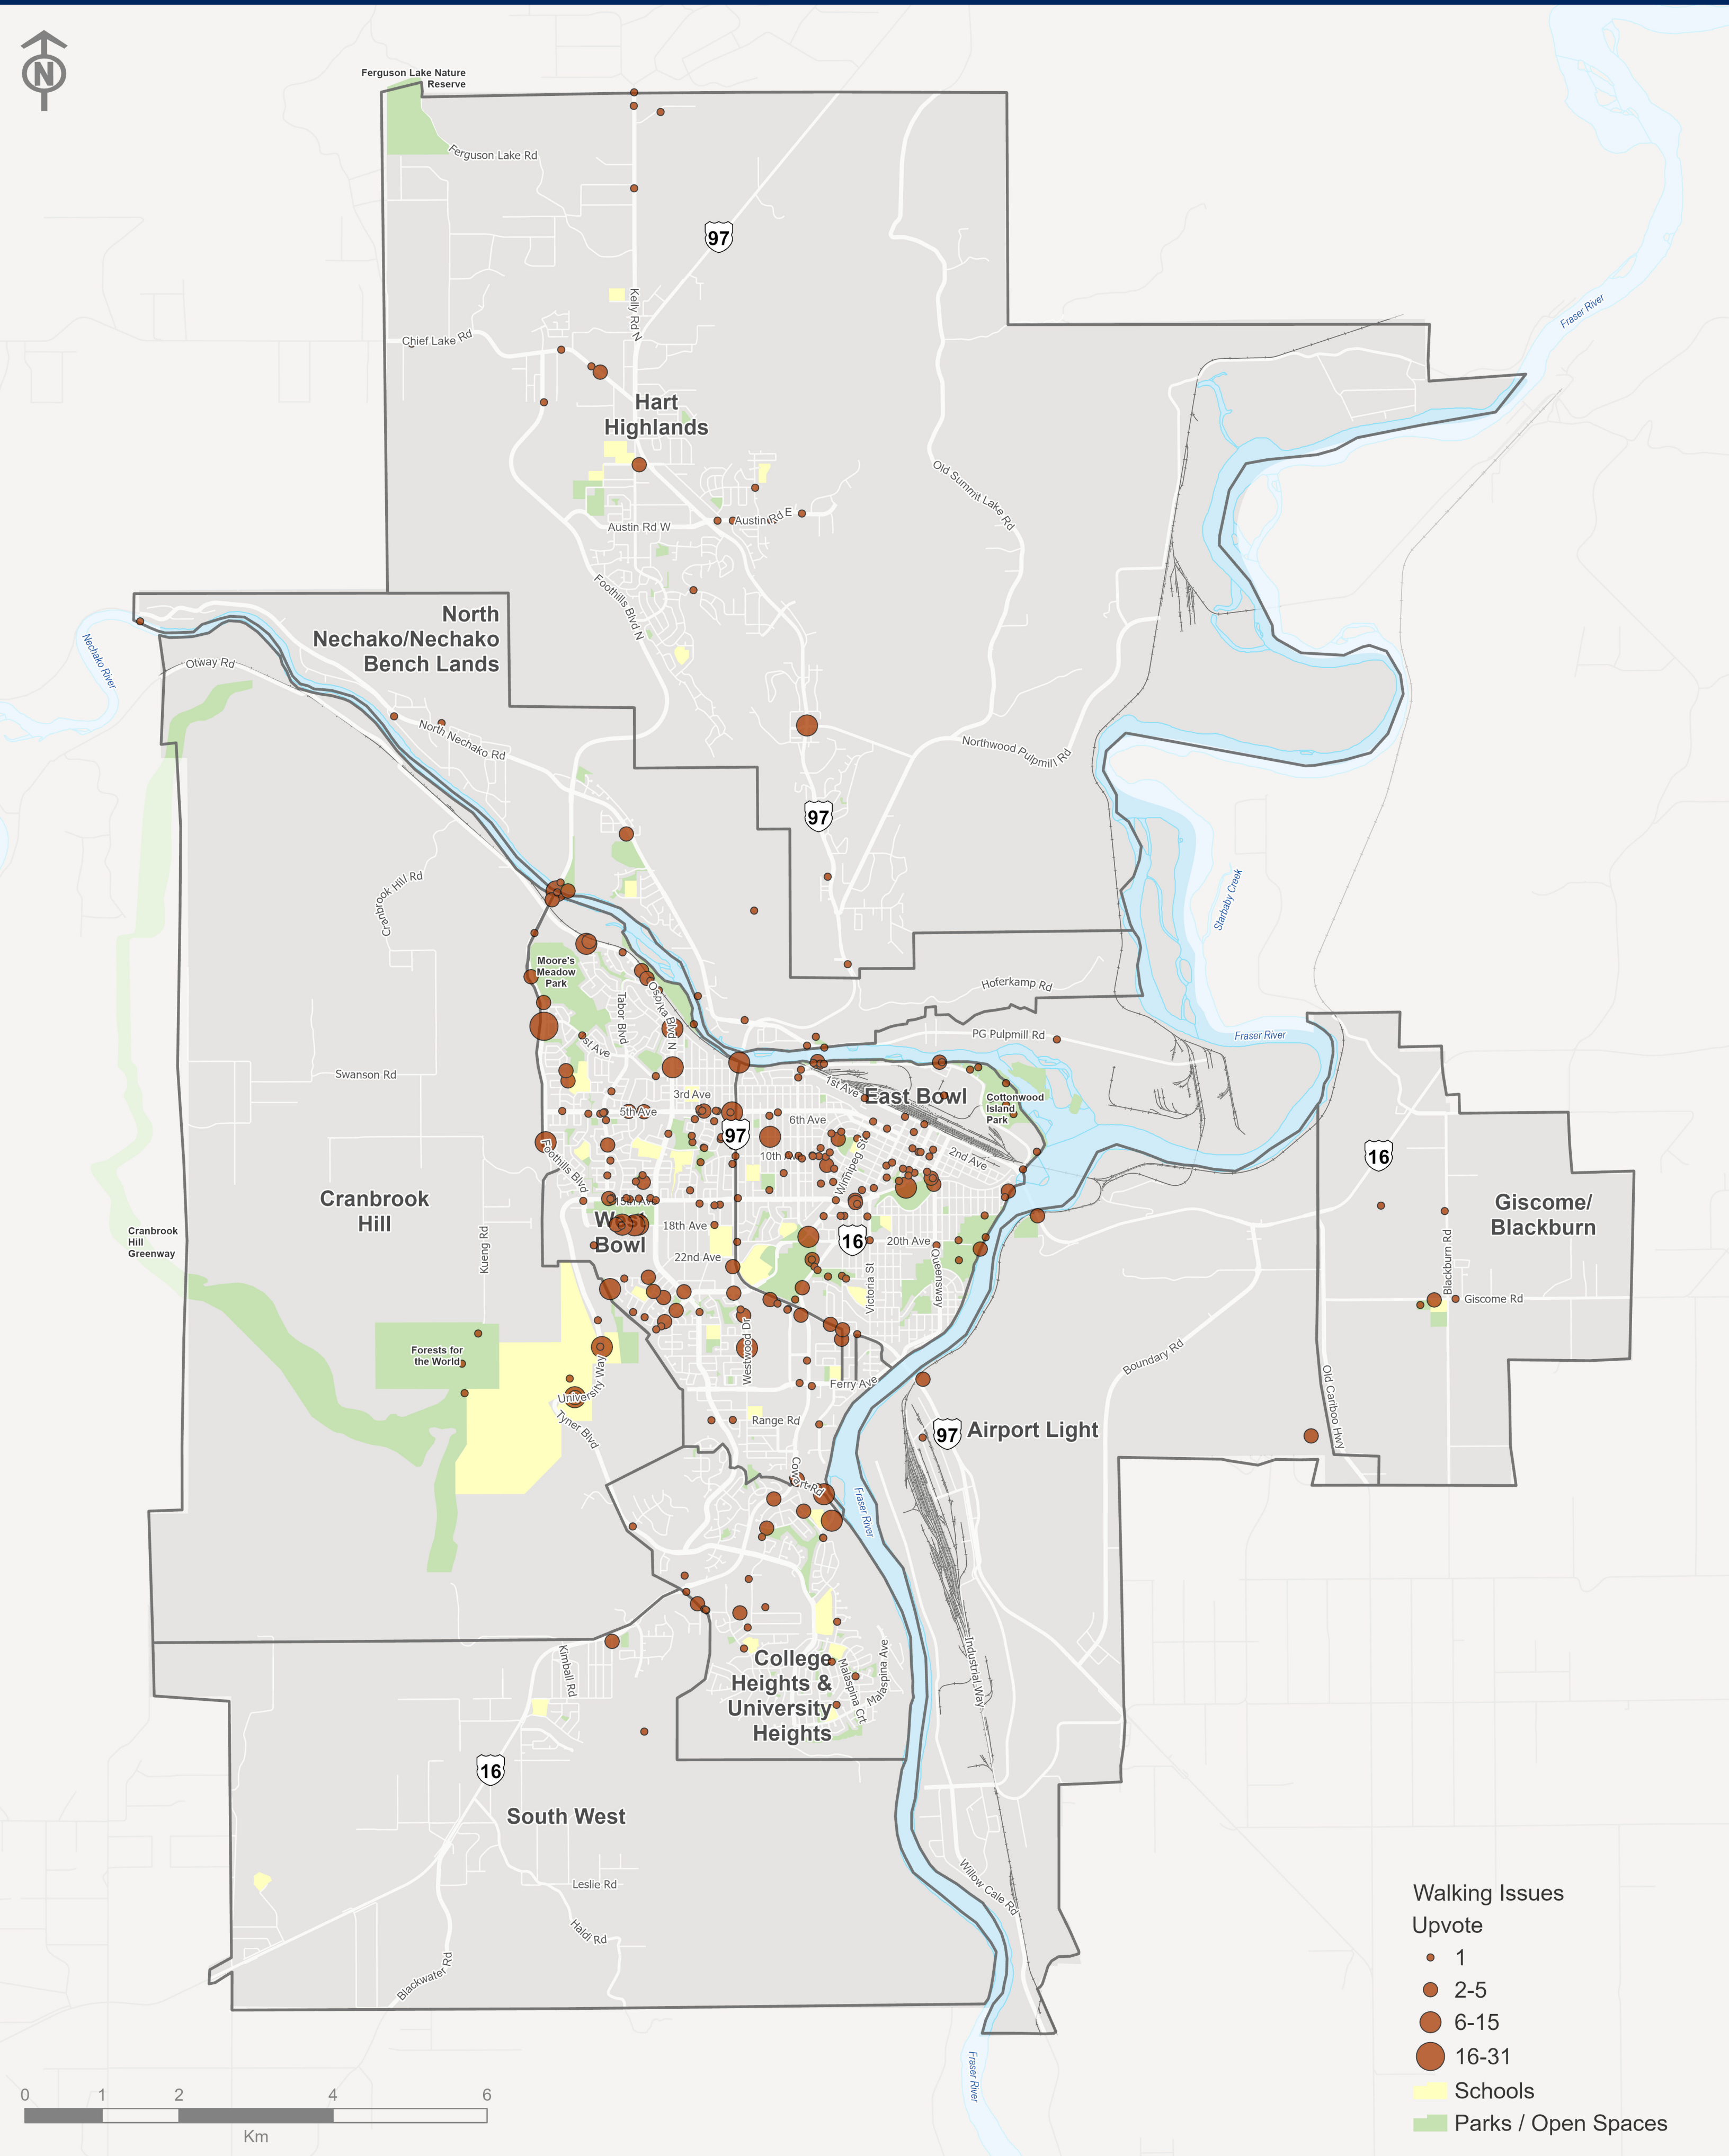 N
Ferguson Lake Nature
Reserve
Ferguson Lake Rd
97
Kelly Rd N
Chief Lake Rd
Fraser River
Hart
Highlands
Old Summit Lake Rd
Austin Rd W
Austin Rd E
Foothills Blvd N
North
Nechako/Nechako
Bench Lands
Nechako River
Otway Rd
North Nechako Rd
Northwood Pulpmill Rd
97
Cranbrook Hill Rd
Starbaby Creek
Moore's
Meadow
Park
Tabor Blvd
Ospika Blvd N
Hoferkamp Rd
PG Pulpmill Rd
Fraser River
1st Ave
Swanson Rd
3rd Ave
1st Ave
East Bowl
Cottonwood
Island
Park
5th Ave
6th Ave
97
10th Ave
Winnipeg St
2nd Ave
16
Foothills Blvd
Cranbrook
Hill
15th Ave
West
Bowl
18th Ave
16
20th Ave
22nd Ave
Queensway
Victoria St
Giscome/
Blackburn
Cranbrook
Hill
Greenway
Kueng Rd
Blackburn Rd
Giscome Rd
Forests for
the World
University Way
Westwood Dr
Ferry Ave
Boundary Rd
Old Cariboo Hwy
Tyner Blvd
Range Rd
97
Airport Light
Cowart Rd
Fraser River
Kimball Rd
College
Heights &
University
Heights
Malaspina Crt
Malaspina Ave
Industrial Way
16
South West
Leslie Rd
Haldi Rd
Blackwater Rd
Willow Cale Rd
Fraser River
Walking Issues
Upvote
1
2-5
6-15
16-31
Schools
Parks / Open Spaces
0 1 2 4 6
Km